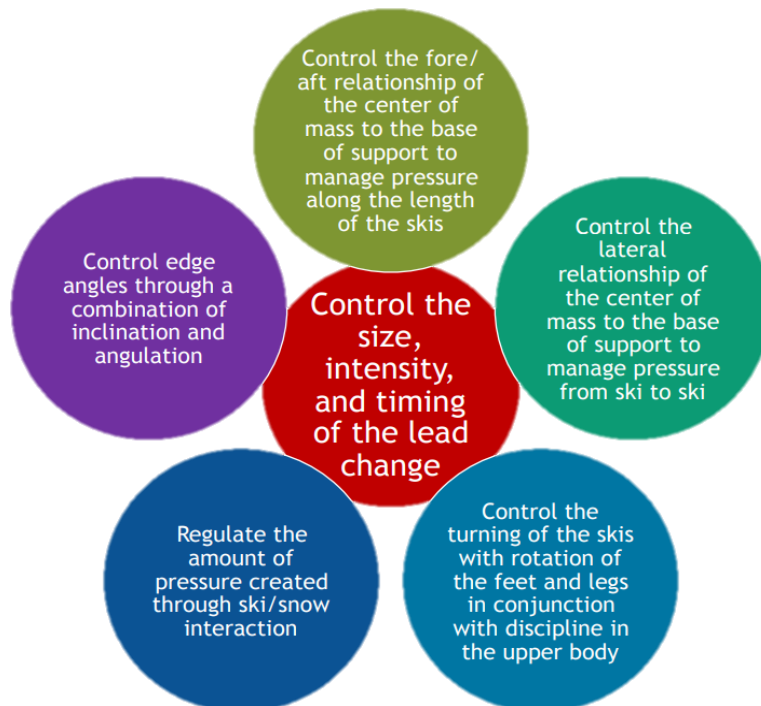 Control the fore/
aft relationship of
the center of
mass to the base
of support to
manage pressure
along the length
of the skis
Control the
lateral
relationship of
the center of
mass to the base
of support to
manage pressure
from ski to ski
Control the
turning of the skis
with rotation of
the feet and legs
in conjunction
with discipline in
the upper body
Regulate the
amount of
pressure created
through ski/snow
interaction
Control edge
angles through a
combination of
inclination and
angulation
Control the
size,
intensity,
and timing
of the lead
change